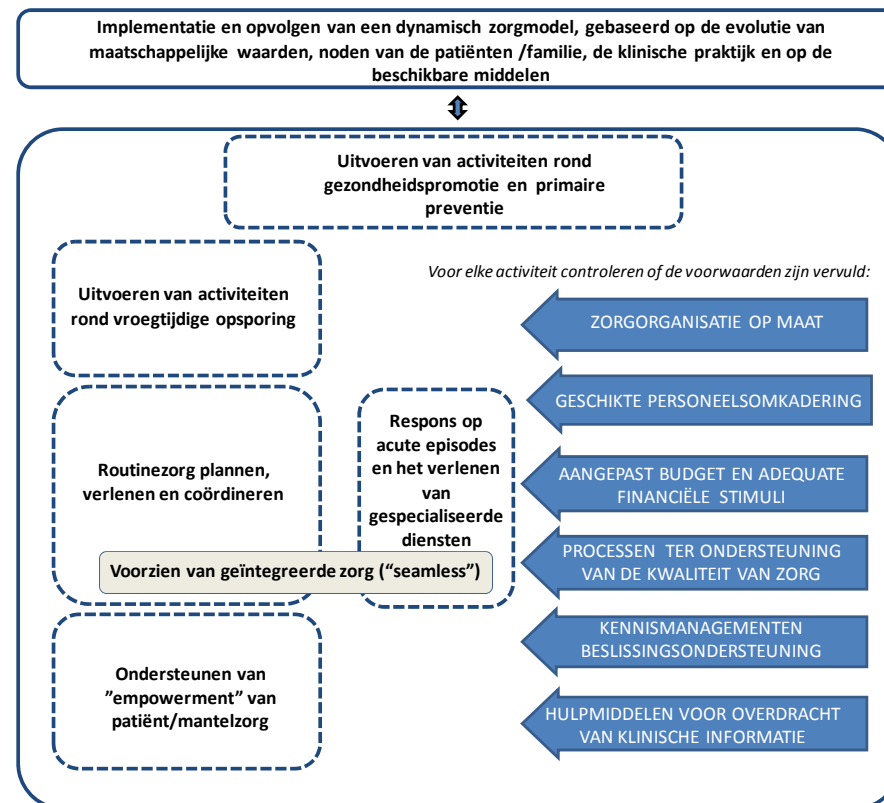 Implementatie en opvolgen van een dynamisch zorgmodel, gebaseerd op de evolutie van
maatschappelijke waarden, noden van de patiënten /familie, de klinische praktijk en op de
beschikbare middelen
Uitvoeren van activiteiten rond
gezondheidspromotie en primaire
preventie
Uitvoeren van activiteiten
rond vroegtijdige opsporing
Voor elke activiteit controleren of de voorwaarden zijn vervuld:
ZORGORGANISATIE OP MAAT
GESCHIKTE PERSONEELSOMKADERING
Routinezorg plannen,
verlenen en coördineren
Respons op
acute episodes
en het verlenen
van
gespecialiseerde
diensten
AANGEPAST BUDGET EN ADEQUATE
FINANCIËLE STIMULI
Voorzien van geïntegreerde zorg (“seamless”)
PROCESSEN TER ONDERSTEUNING
VAN DE KWALITEIT VAN ZORG
KENNISMANAGEMENTEN
BESLISSINGSONDERSTEUNING
Ondersteunen van
”empowerment” van
patiënt/mantelzorg
HULPMIDDELEN VOOR OVERDRACHT
VAN KLINISCHE INFORMATIE